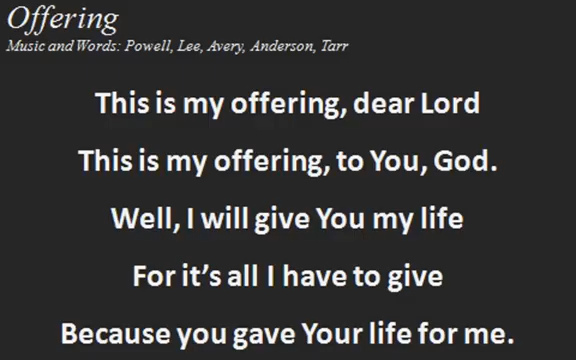 Offering
Music and Words: Powell, Lee, Avery, Anderson, Tarr
This is my offering, dear Lord
This is my offering, to You, God.
Well, I will give You my life
For it’s all I have to give
Because you gave Your life for me.